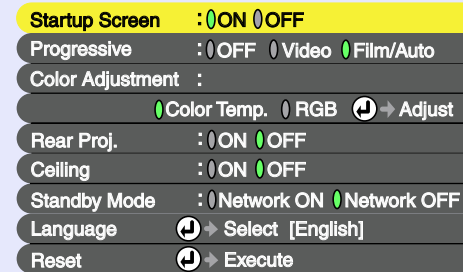 Startup Screen : ON OFF
Progressive : OFF Video Film/Auto
Color Adjustment :
Color Temp. RGB Adjust
Rear Proj. : ON OFF
Ceiling : ON OFF
Standby Mode : Network ON Network OFF
Language Select [English]
Reset Execute